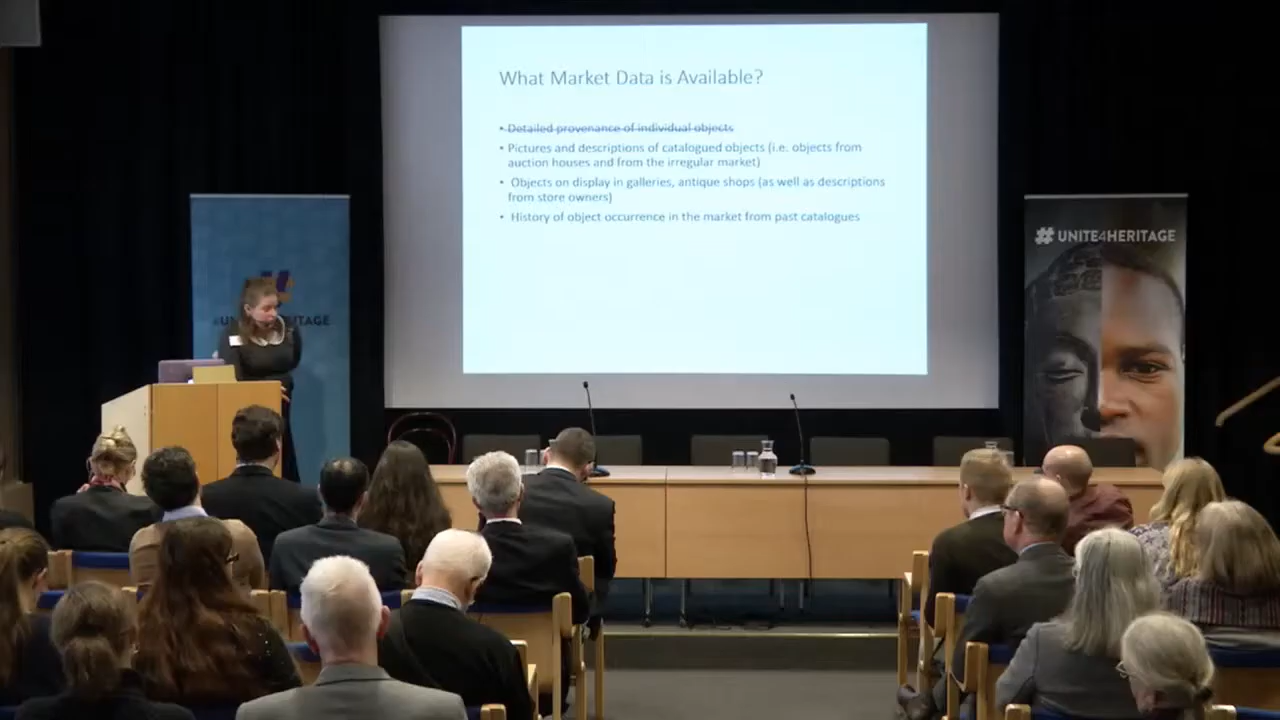 What Market Data is Available?
• Detailed provenance of individual objects
• Pictures and descriptions of catalogued objects (i.e. objects from
auction houses and from the irregular market)
• Objects on display in galleries, antique shops (as well as descriptions
from store owners)
• History of object occurrence in the market from past catalogues
#UNITE4HERITAGE